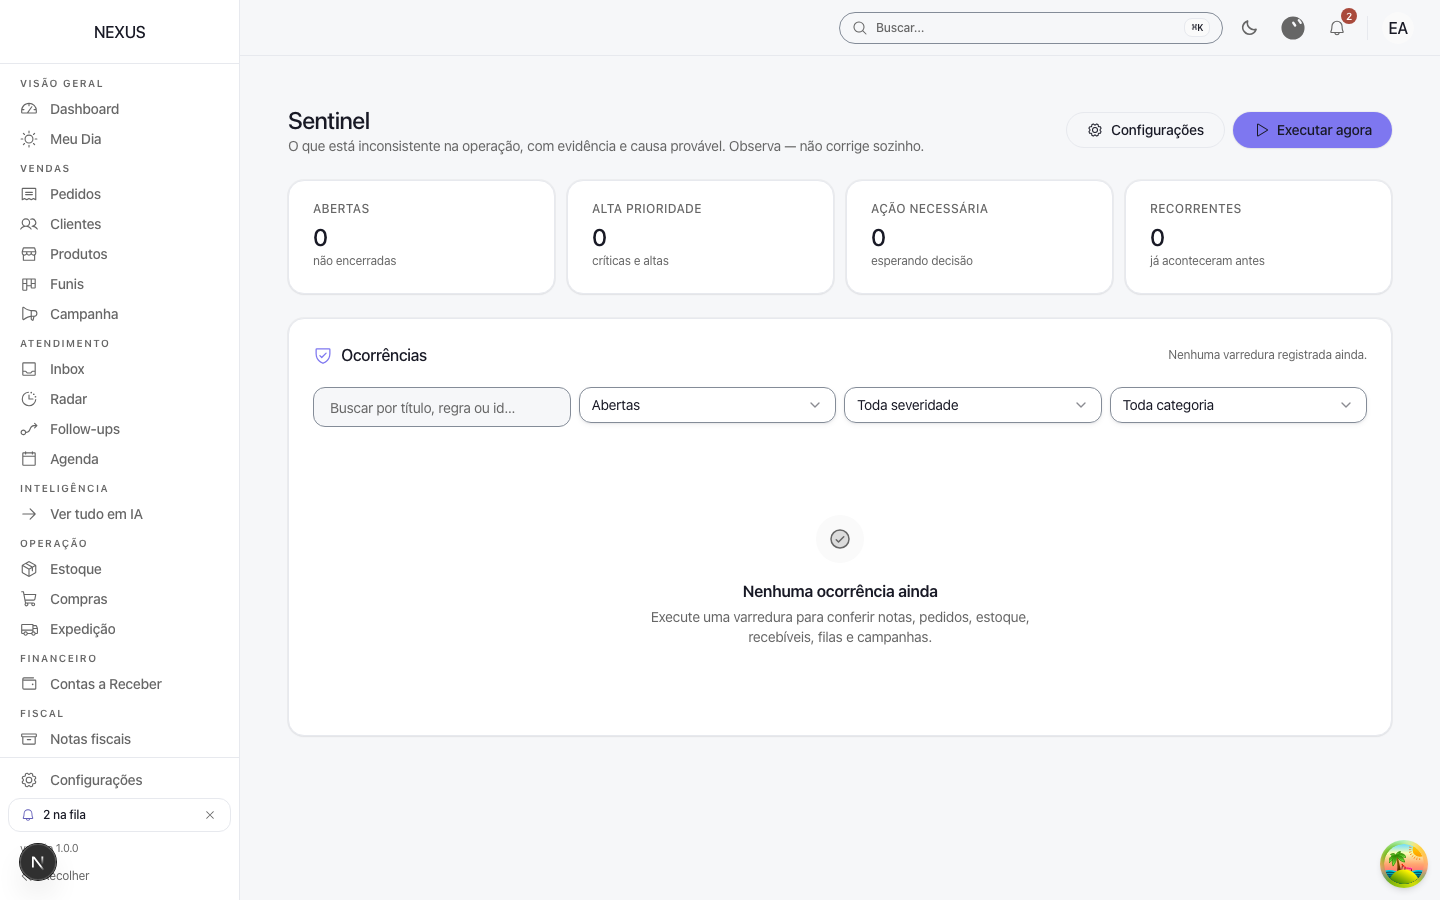 NEXUS
Buscar...
⌘K
2
EA
VISÃO GERAL
Dashboard
Meu Dia
VENDAS
Pedidos
Clientes
Produtos
Funis
Campanha
ATENDIMENTO
Inbox
Radar
Follow-ups
Agenda
INTELIGÊNCIA
Ver tudo em IA
OPERAÇÃO
Estoque
Compras
Expedição
FINANCEIRO
Contas a Receber
FISCAL
Notas fiscais
Configurações
2 na fila
1.0.0
N
Sentinel
O que está inconsistente na operação, com evidência e causa provável. Observa — não corrige sozinho.
Configurações
Executar agora
ABERTAS
0
não encerradas
ALTA PRIORIDADE
0
críticas e altas
AÇÃO NECESSÁRIA
0
esperando decisão
RECORRENTES
0
já aconteceram antes
Ocorrências
Nenhuma varredura registrada ainda.
Buscar por título, regra ou id...
Abertas
Toda severidade
Toda categoria
Nenhuma ocorrência ainda
Execute uma varredura para conferir notas, pedidos, estoque,
recebíveis, filas e campanhas.